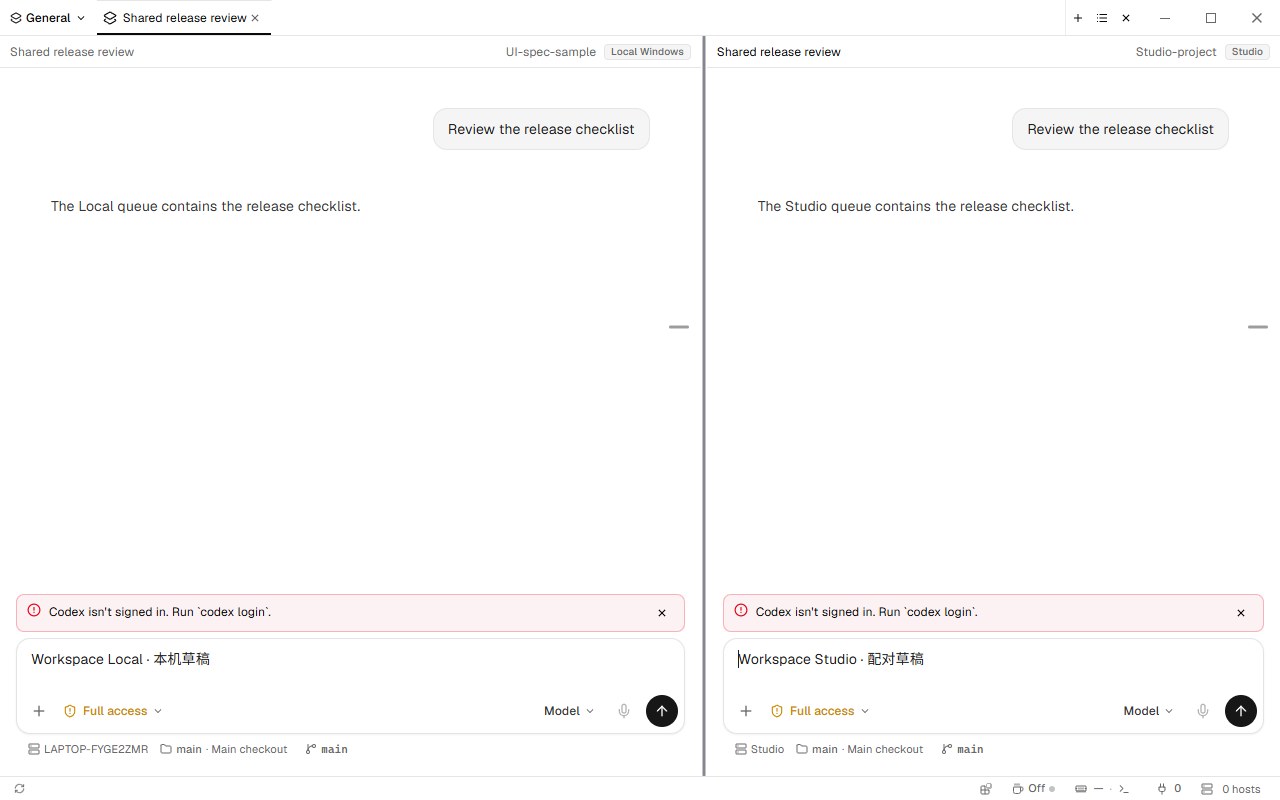 General
Shared release review
Shared release review
UI-spec-sample
Local Windows
Review the release checklist
The Local queue contains the release checklist.
Codex isn't signed in. Run `codex login`.
Workspace Local · 本机草稿
Full access
Model
LAPTOP-FYGE2ZMR
main · Main checkout
main
Shared release review
Studio-project
Studio
Review the release checklist
The Studio queue contains the release checklist.
Codex isn't signed in. Run `codex login`.
Workspace Studio · 配对草稿
Full access
Model
Studio
main · Main checkout
main
Off
— ·
0
0 hosts